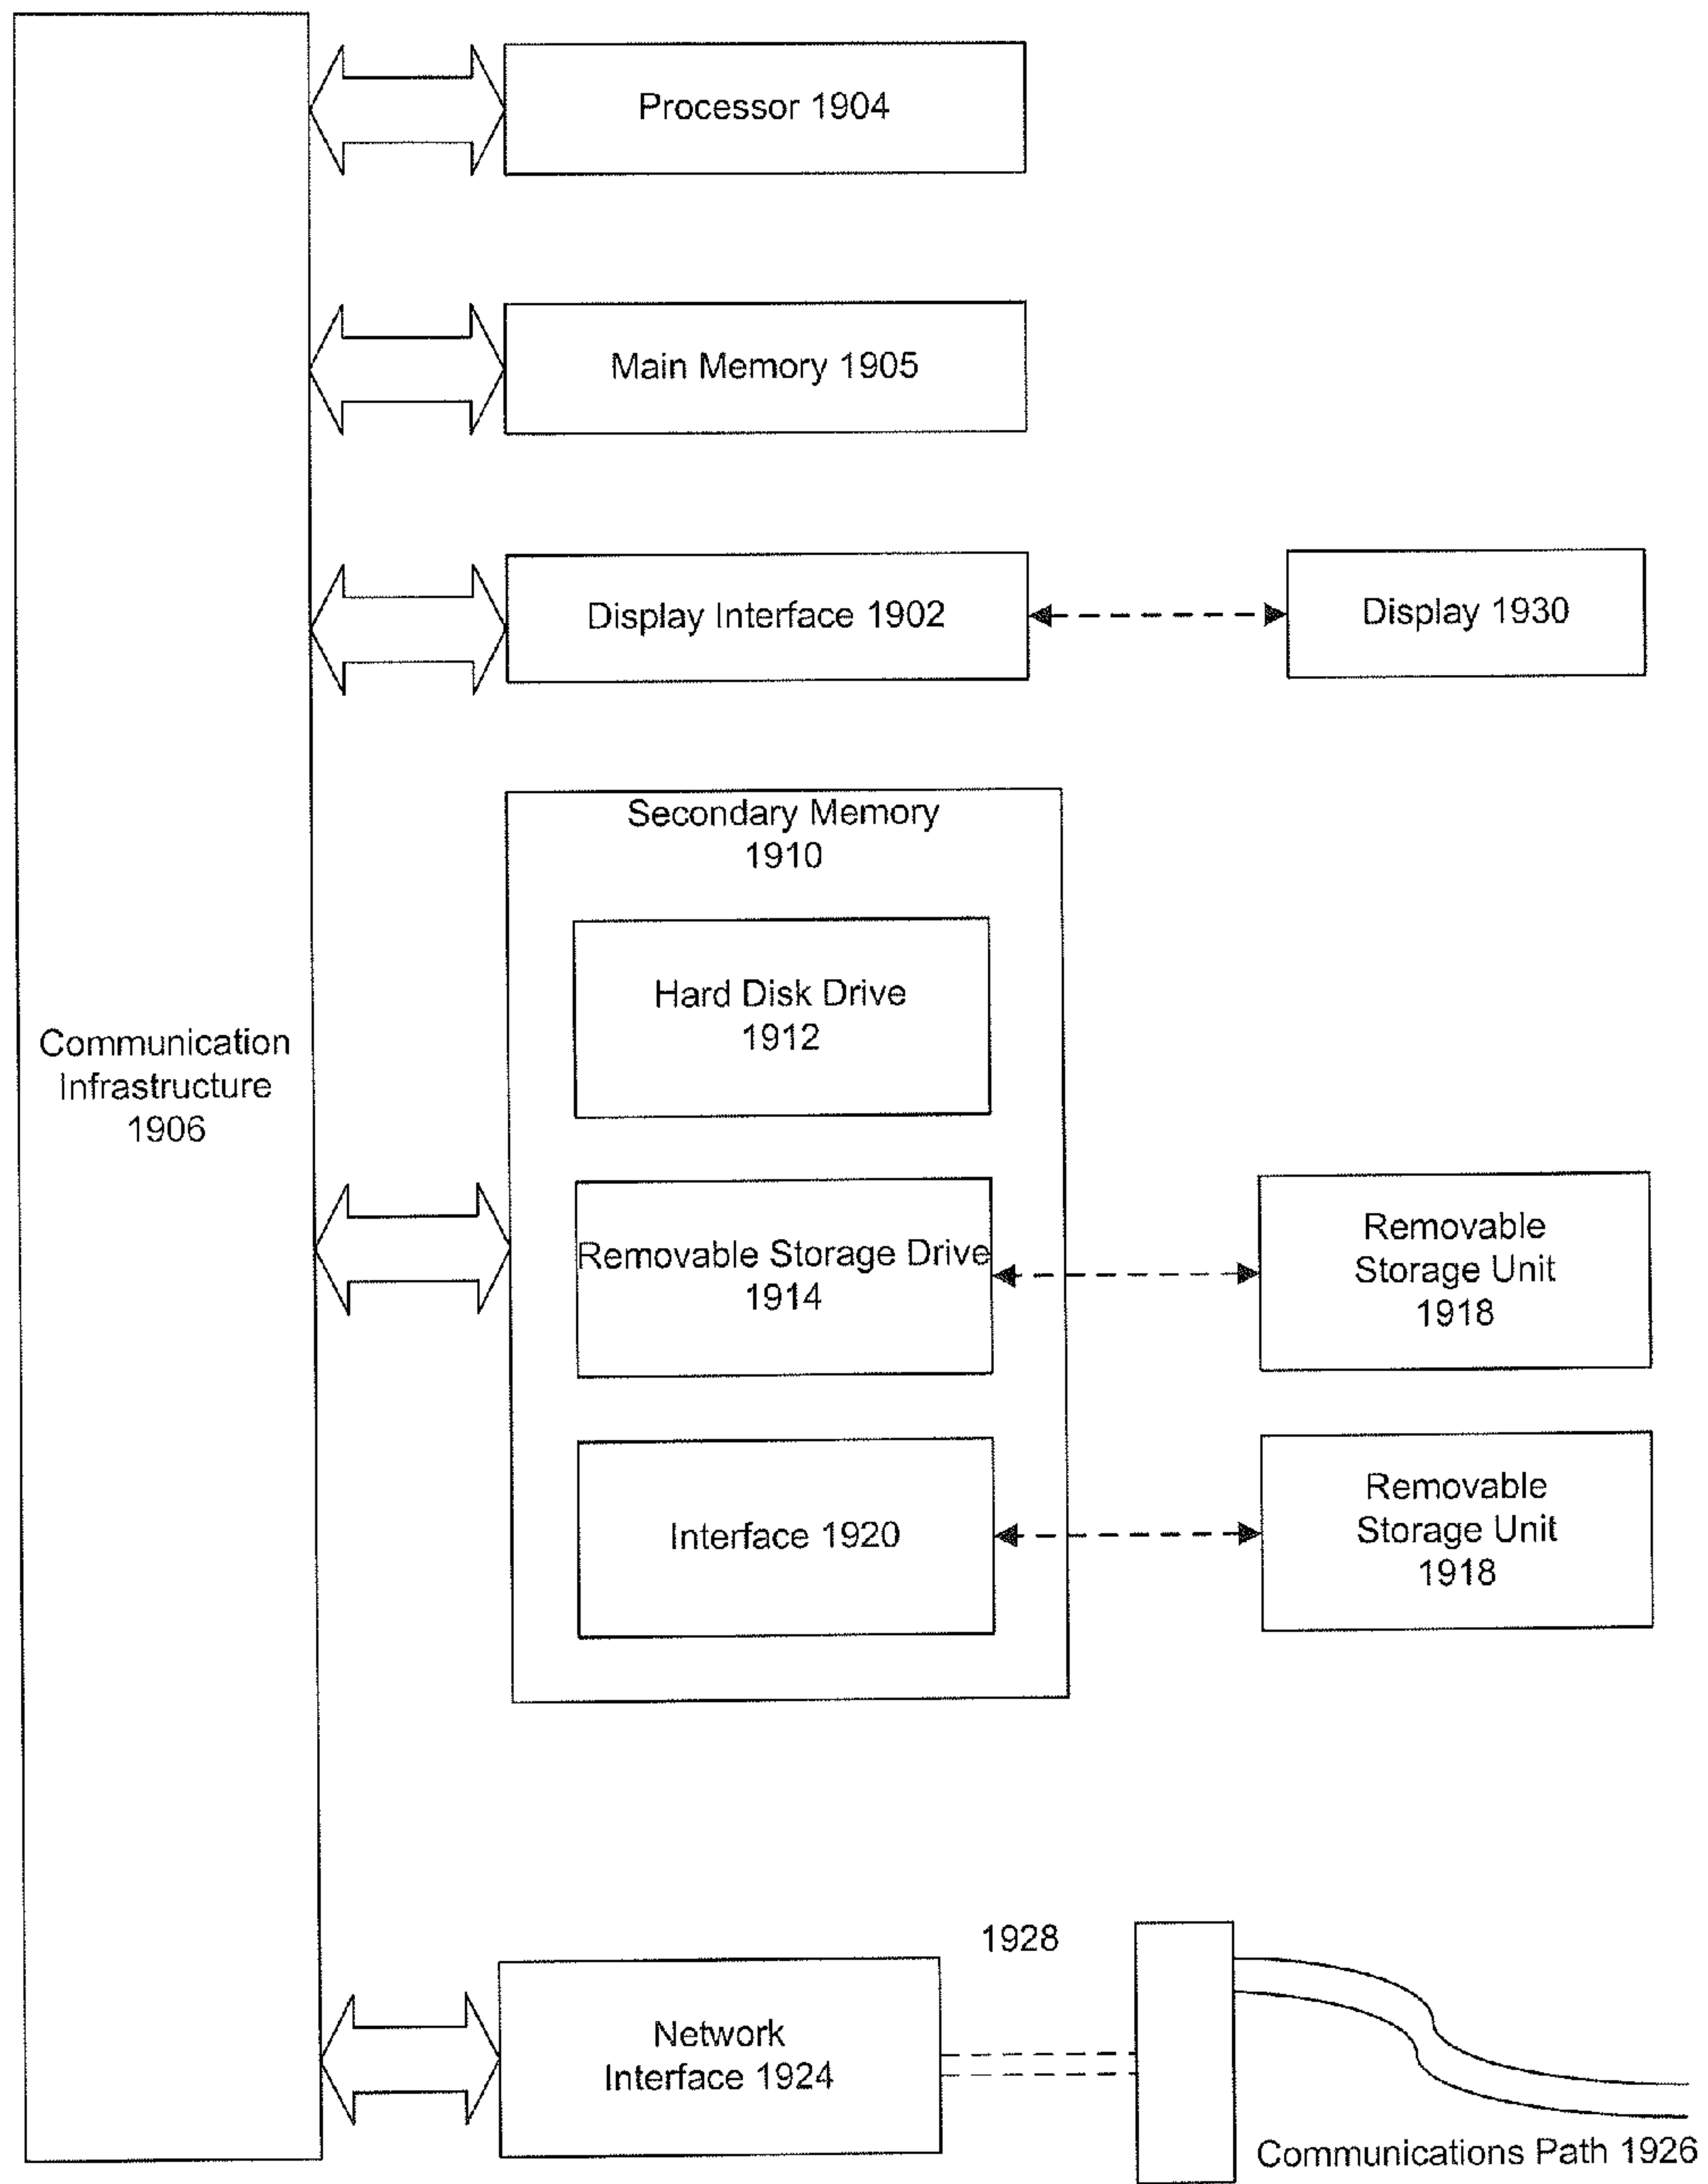 Processor 1904
Main Memory 1905
Display Interface 1902
Display 1930
Secondary Memory
1910
Hard Disk Drive
1912
Communication
Infrastructure
1906
Removable Storage Drive
1914
Removable
Storage Unit
1918
Interface 1920
Removable
Storage Unit
1918
1928
Network
Interface 1924
Communications Path 1926